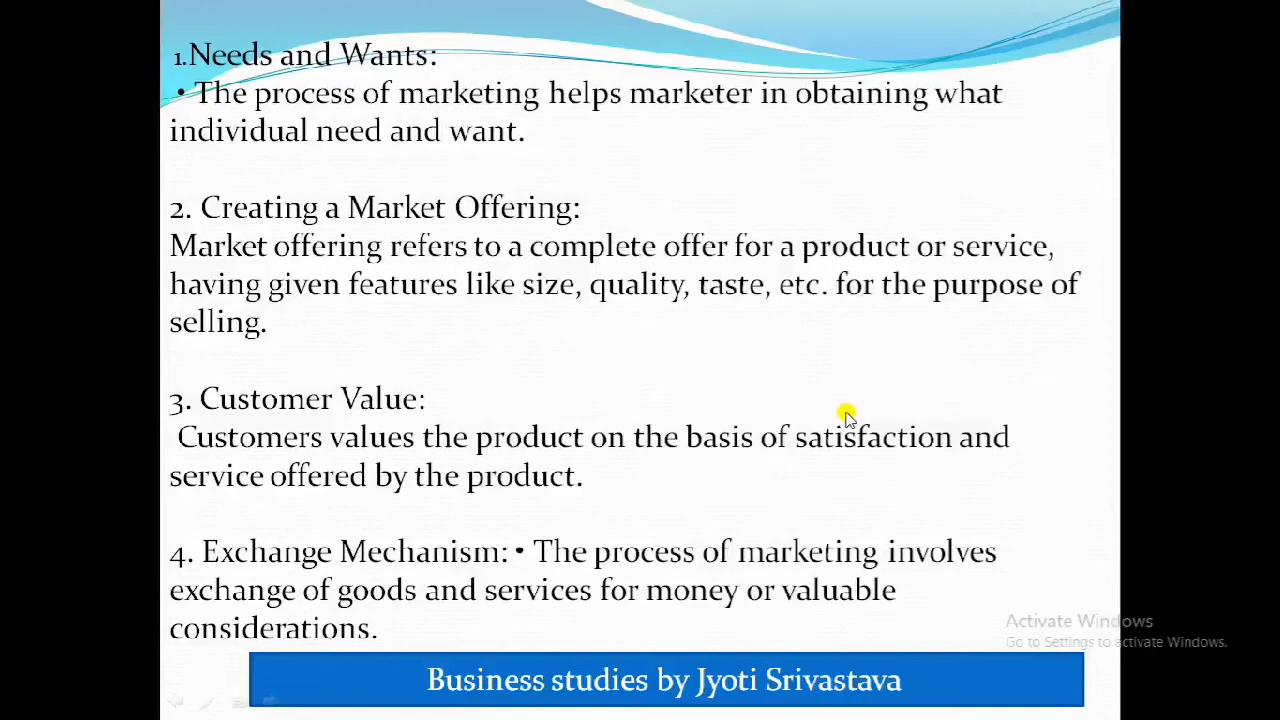 1.Needs and Wants:
• The process of marketing helps marketer in obtaining what
individual need and want.
2. Creating a Market Offering:
Market offering refers to a complete offer for a product or service,
having given features like size, quality, taste, etc. for the purpose of
selling.
3. Customer Value:
Customers values the product on the basis of satisfaction and
service offered by the product.
4. Exchange Mechanism: • The process of marketing involves
exchange of goods and services for money or valuable
considerations.
Activate Windows
Go to Settings to activate Windows.
Business studies by Jyoti Srivastava